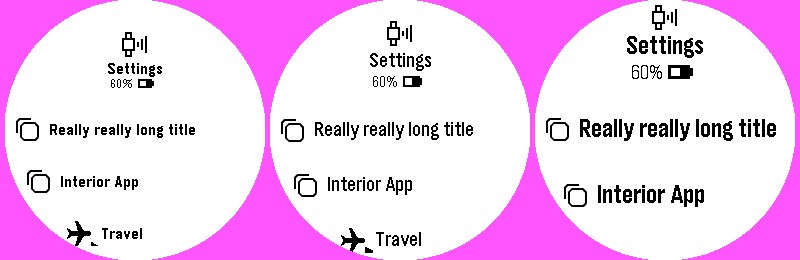 Settings
60%
Really really long title
Interior App
Travel
Settings
60%
Really really long title
Interior App
Travel
Settings
60%
Really really long title
Interior App